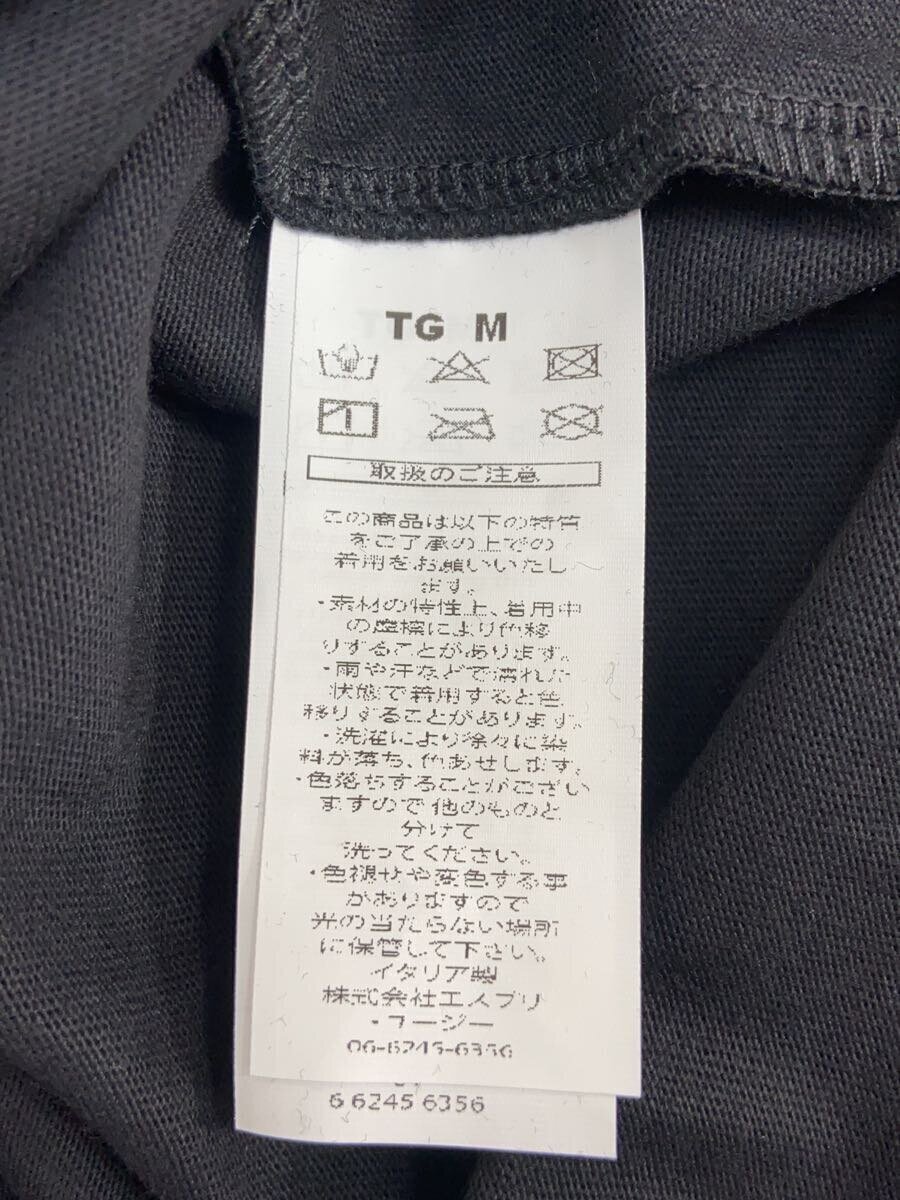 TG M
取扱のご注意
この商品は以下の特質
をご了承の上での
着用をお願いいたし
ます。
・素材の特性上、着用中
の摩擦により色移
りすることがあります。
・雨や汗などで濡れた
状態で着用すると色
移りすることがあります。
・洗濯により徐々に染
料が落ち、色あせします。
・色落ちすることがござい
ますので他のものと
分けて
洗ってください。
・色褪せや変色する事
がありますので
光の当たらない場所
に保管して下さい。
イタリア製
株式会社エスプリ
・ユージー
06-6245-6356
6 6245 6356